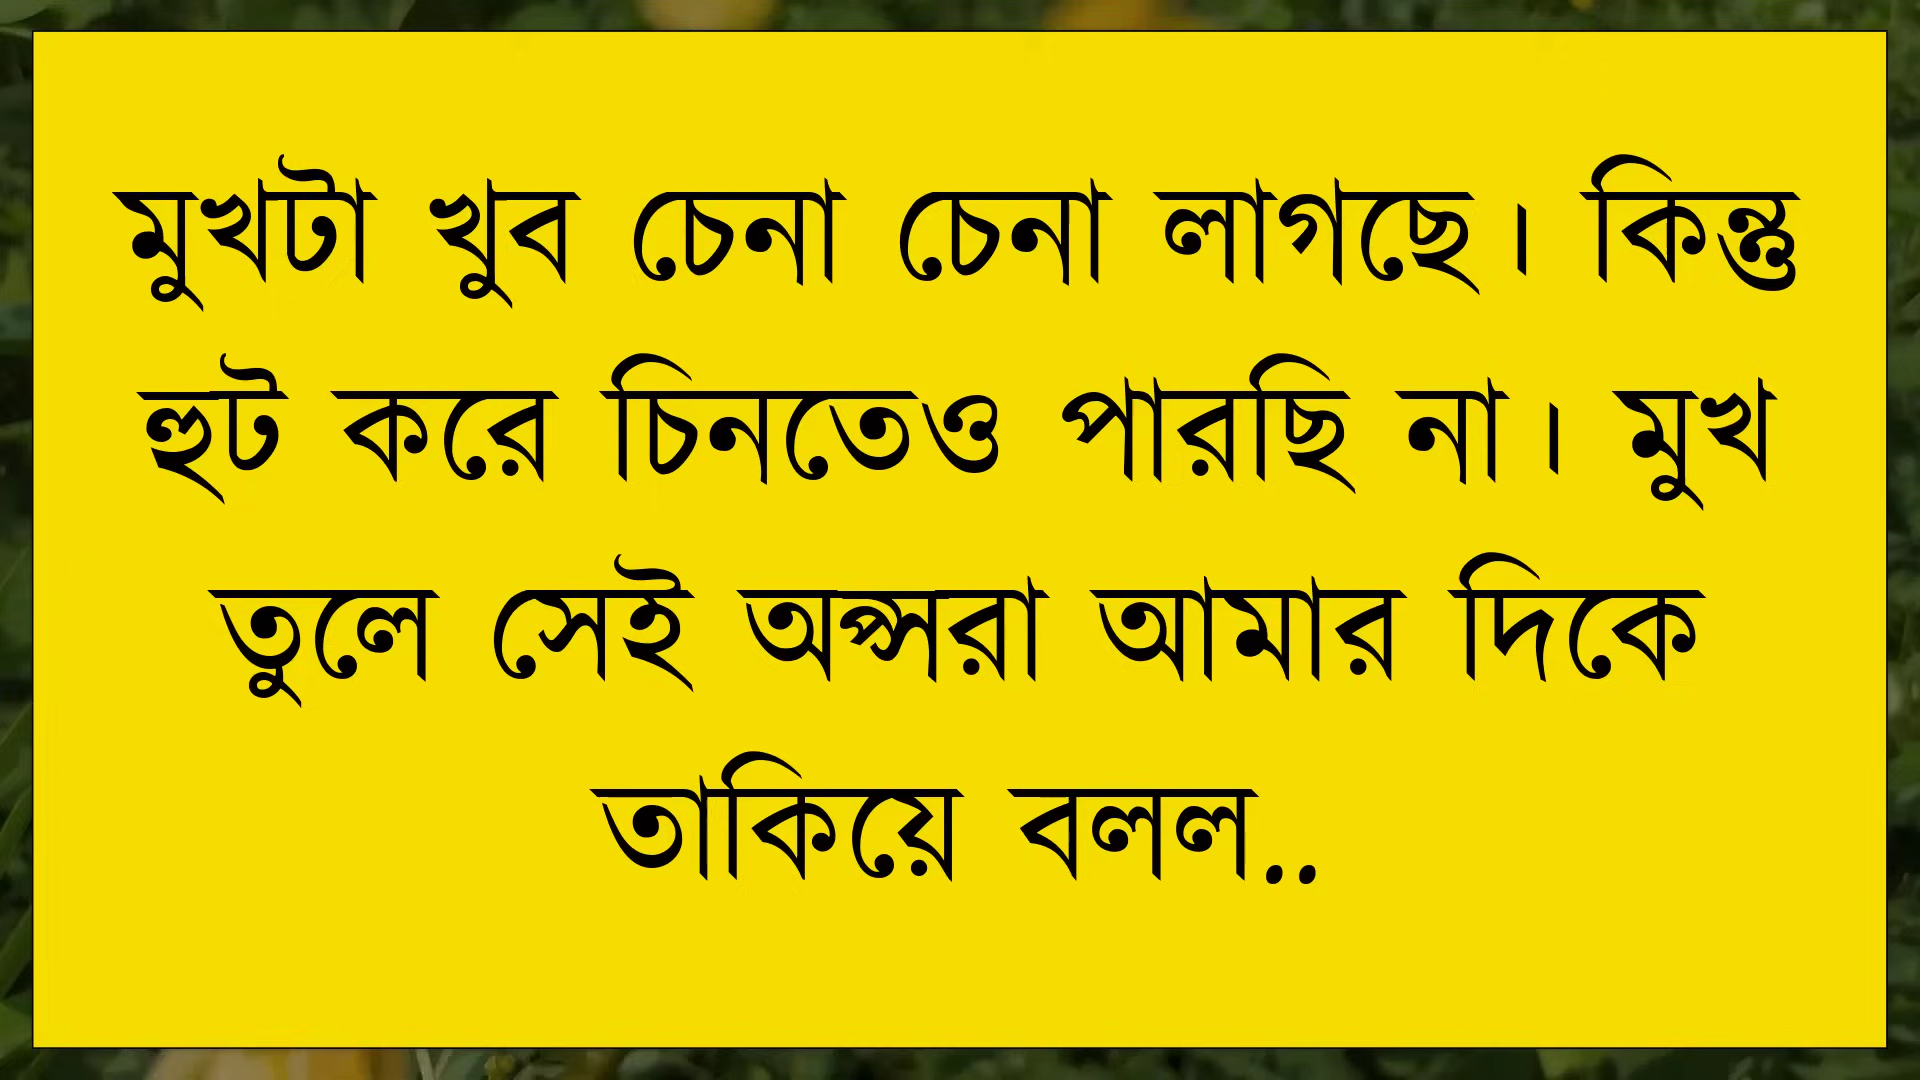 মুখটা খুব চেনা চেনা লাগছে। কিন্তু
হুট করে চিনতেও পারছি না। মুখ
তুলে সেই অপ্সরা আমার দিকে
তাকিয়ে বলল..